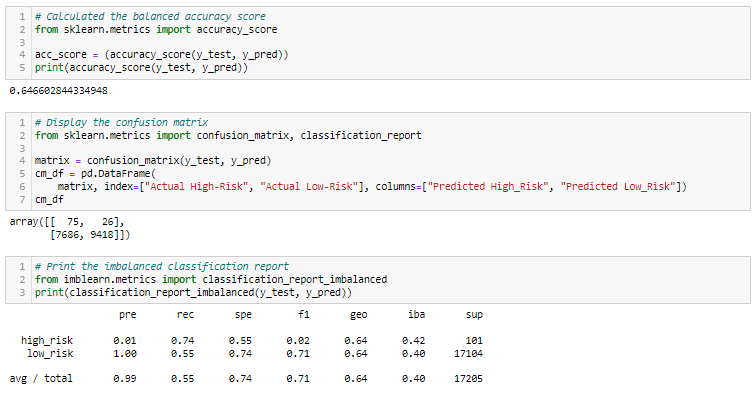 1 # Calculated the balanced accuracy score
2 from sklearn.metrics import accuracy_score
3
4 acc_score = (accuracy_score(y_test, y_pred))
5 print(accuracy_score(y_test, y_pred))
0.646602844334948
1 # Display the confusion matrix
2 from sklearn.metrics import confusion_matrix, classification_report
3
4 matrix = confusion_matrix(y_test, y_pred)
5 cm_df = pd.DataFrame(
6     matrix, index=["Actual High-Risk", "Actual Low-Risk"], columns=["Predicted High_Risk", "Predicted Low_Risk"])
7 cm_df
array([[  75,   26],
       [7686, 9418]])
1 # Print the imbalanced classification report
2 from imblearn.metrics import classification_report_imbalanced
3 print(classification_report_imbalanced(y_test, y_pred))
pre rec spe f1 geo iba sup
high_risk 0.01 0.74 0.55 0.02 0.64 0.42 101
low_risk 1.00 0.55 0.74 0.71 0.64 0.40 17104
avg / total 0.99 0.55 0.74 0.71 0.64 0.40 17205